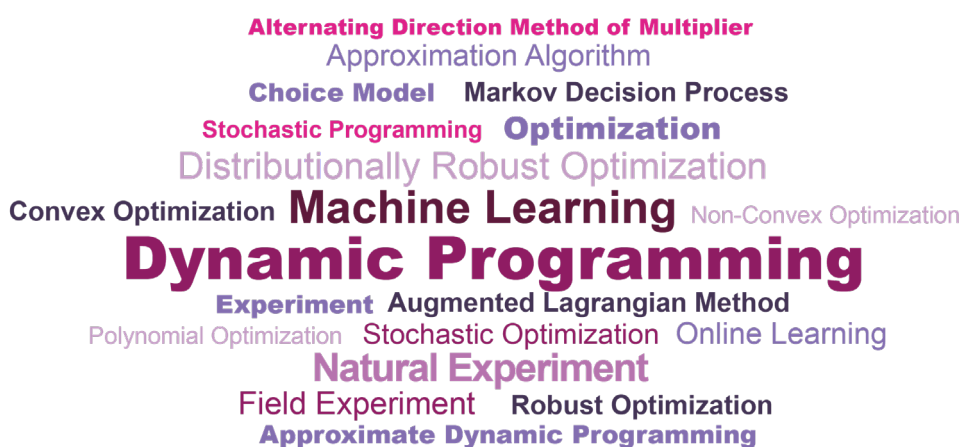 Alternating Direction Method of Multiplier
Approximation Algorithm
Choice Model Markov Decision Process
Stochastic Programming Optimization
Distributionally Robust Optimization
Convex Optimization Machine Learning Non-Convex Optimization
Dynamic Programming
Experiment Augmented Lagrangian Method
Polynomial Optimization Stochastic Optimization Online Learning
Natural Experiment
Field Experiment Robust Optimization
Approximate Dynamic Programming